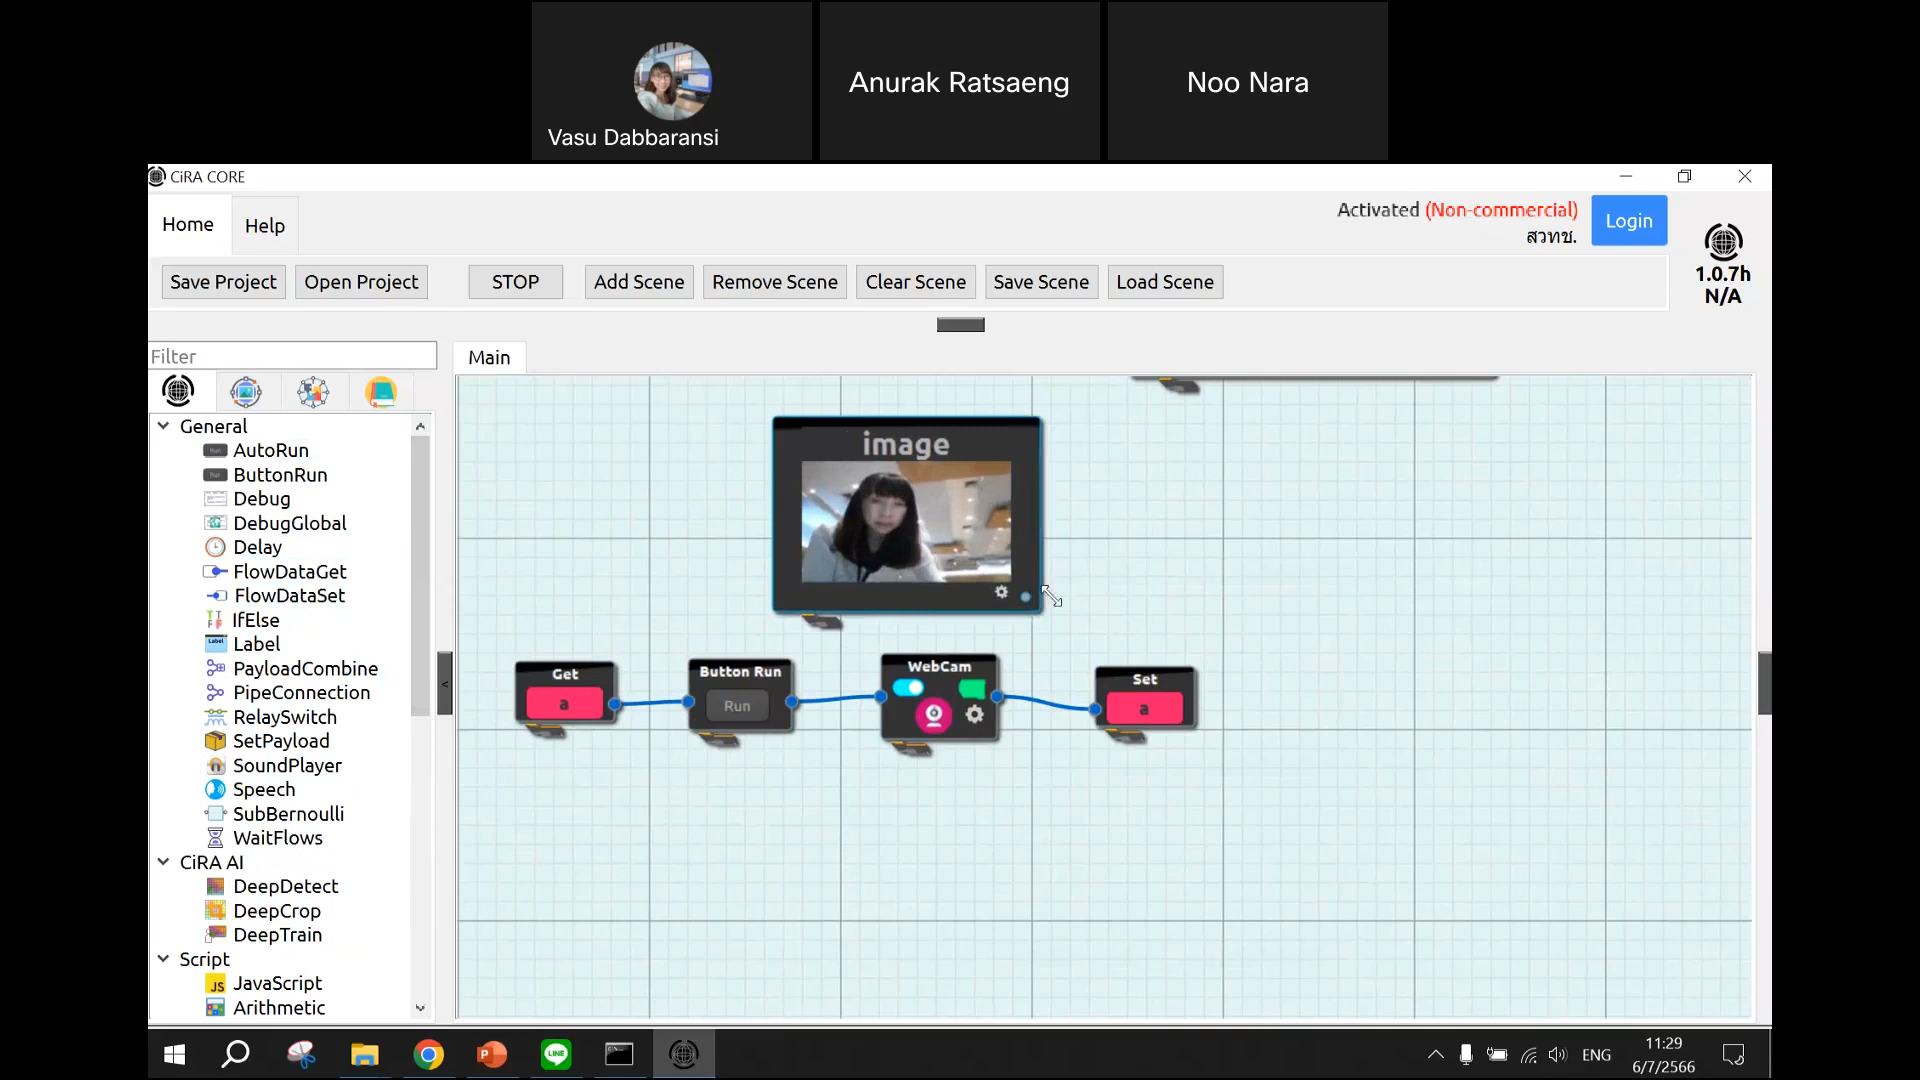 Vasu Dabbaransi
Anurak Ratsaeng
Noo Nara
CiRA CORE
Home
Help
Activated (Non-commercial)
สวทช.
Login
1.0.7h
N/A
Save Project
Open Project
STOP
Add Scene
Remove Scene
Clear Scene
Save Scene
Load Scene
Filter
Main
General
AutoRun
ButtonRun
Debug
DebugGlobal
Delay
FlowDataGet
FlowDataSet
IfElse
Label
PayloadCombine
PipeConnection
RelaySwitch
SetPayload
SoundPlayer
Speech
SubBernoulli
WaitFlows
CiRA AI
DeepDetect
DeepCrop
DeepTrain
Script
JavaScript
Arithmetic
image
Get
a
Button Run
Run
WebCam
Set
a
ENG
11:29
6/7/2566